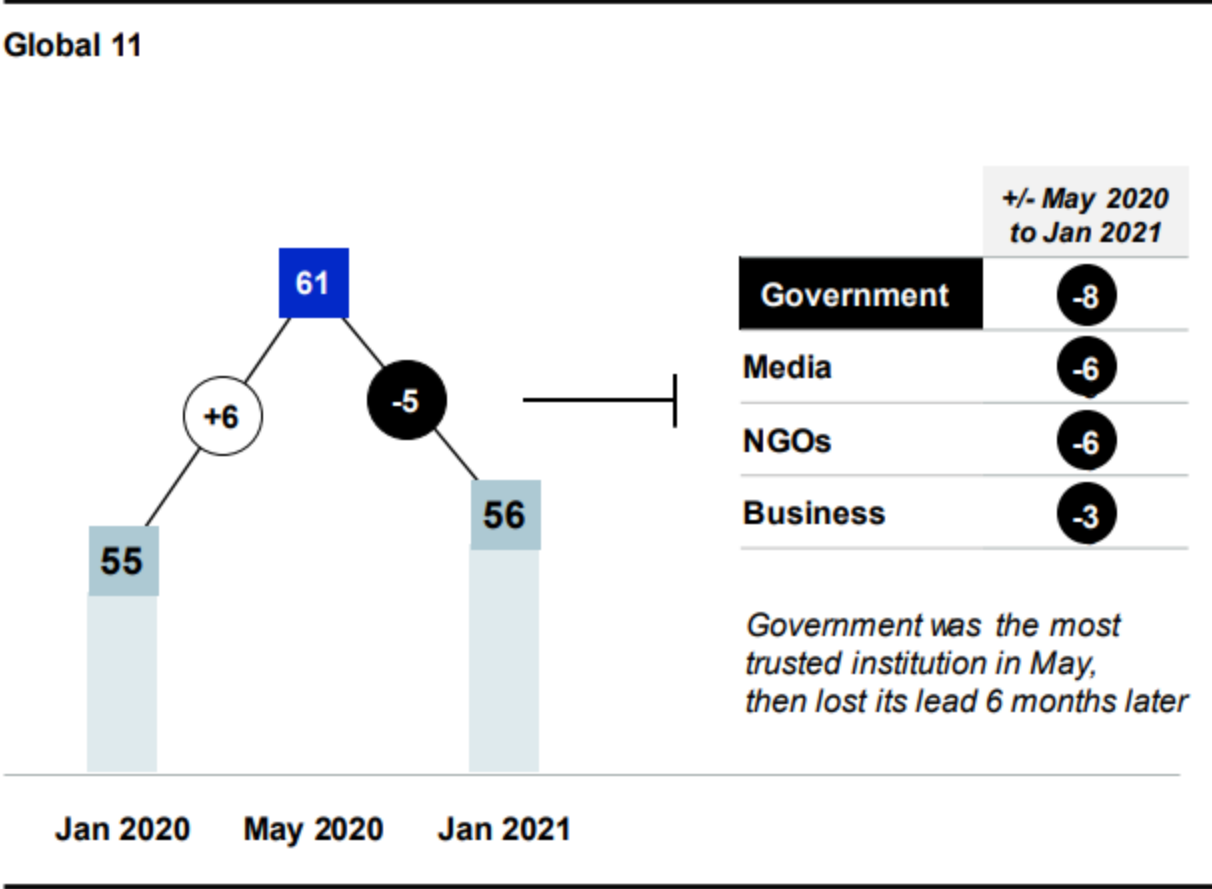 Global 11
+/- May 2020
to Jan 2021
61
Government
-8
+6
-5
Media
-6
NGOs
-6
55
56
Business
-3
Government was the most
trusted institution in May,
then lost its lead 6 months later
Jan 2020
May 2020
Jan 2021